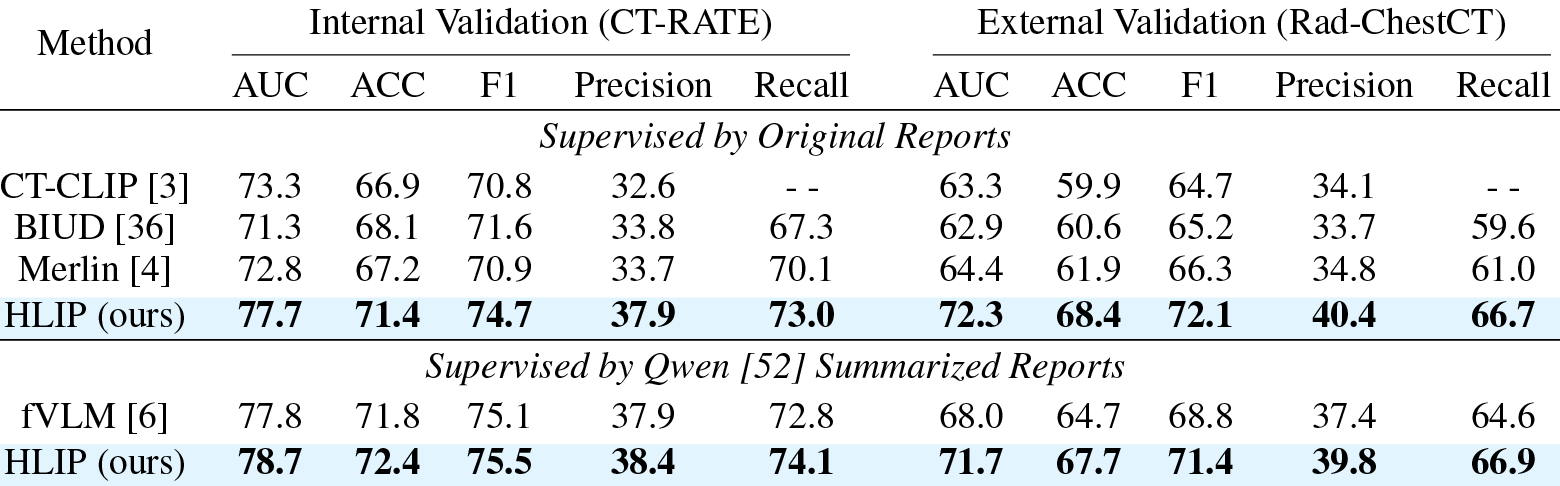 Method Internal Validation (CT-RATE) External Validation (Rad-ChestCT)
AUC ACC F1 Precision Recall AUC ACC F1 Precision Recall
Supervised by Original Reports
CT-CLIP [3] 73.3 66.9 70.8 32.6 - - 63.3 59.9 64.7 34.1 - -
BIUD [36] 71.3 68.1 71.6 33.8 67.3 62.9 60.6 65.2 33.7 59.6
Merlin [4] 72.8 67.2 70.9 33.7 70.1 64.4 61.9 66.3 34.8 61.0
HLIP (ours) 77.7 71.4 74.7 37.9 73.0 72.3 68.4 72.1 40.4 66.7
Supervised by Qwen [52] Summarized Reports
fVLM [6] 77.8 71.8 75.1 37.9 72.8 68.0 64.7 68.8 37.4 64.6
HLIP (ours) 78.7 72.4 75.5 38.4 74.1 71.7 67.7 71.4 39.8 66.9